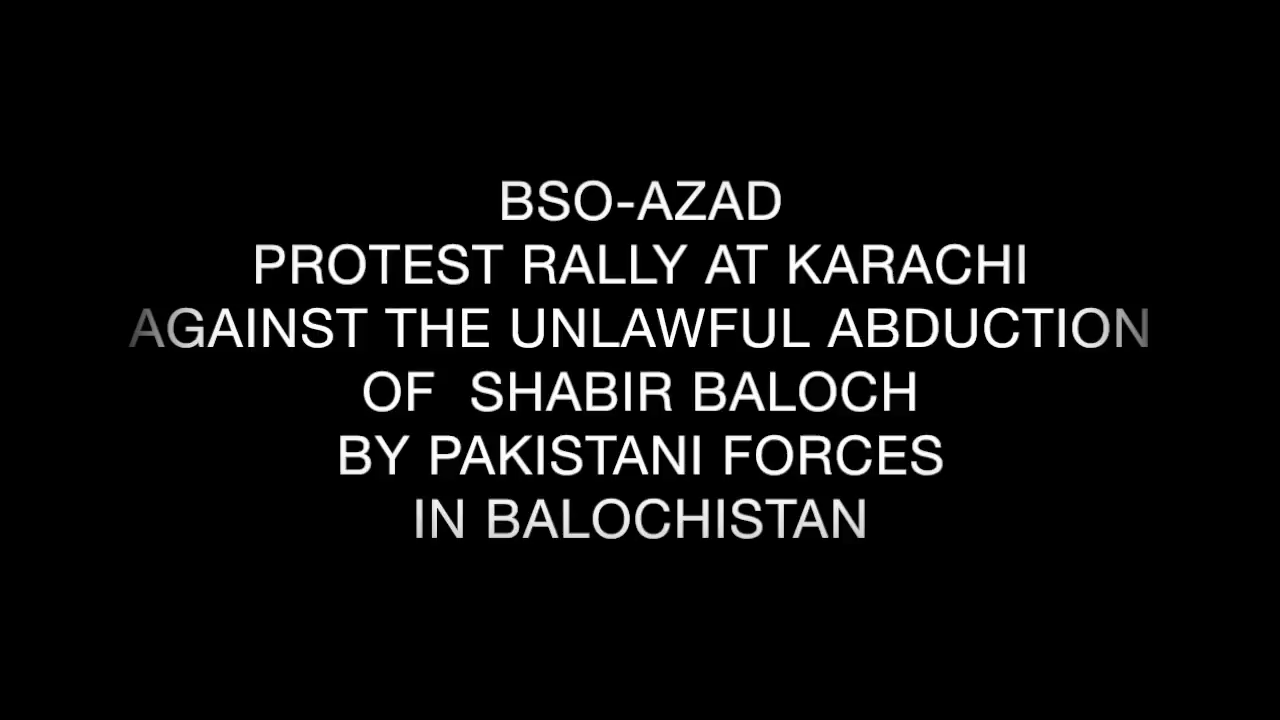 BSO-AZAD
PROTEST RALLY AT KARACHI
AGAINST THE UNLAWFUL ABDUCTION
OF  SHABIR BALOCH
BY PAKISTANI FORCES
IN BALOCHISTAN